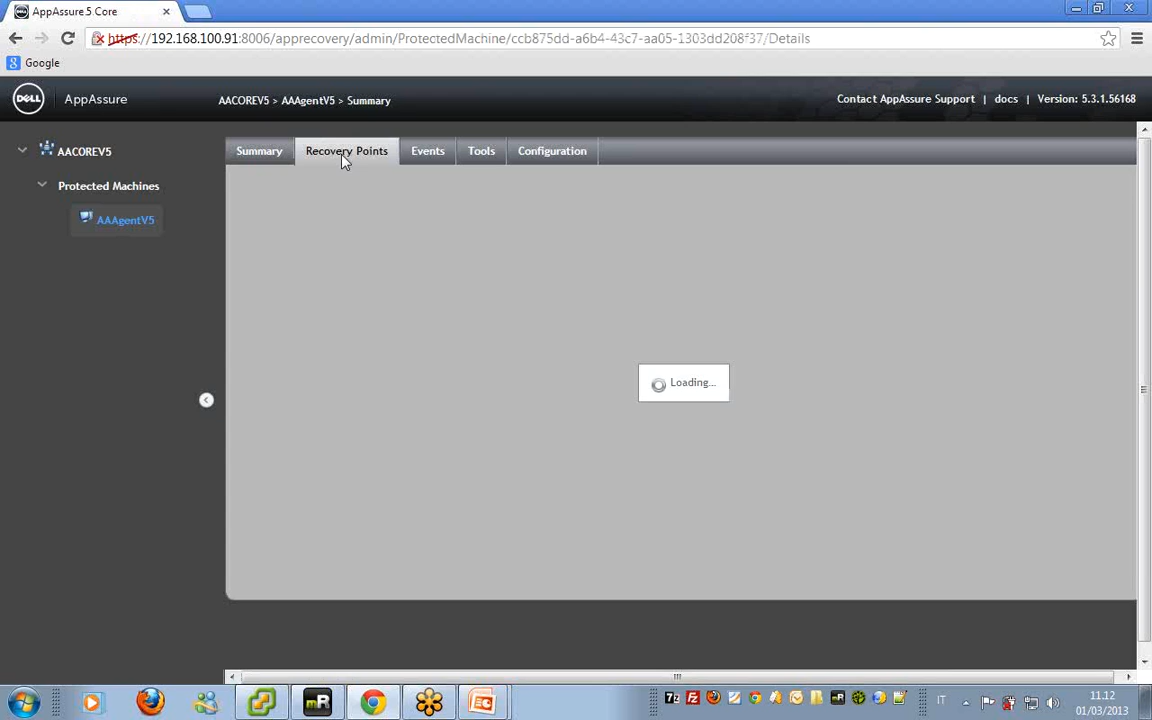 AppAssure 5 Core
https://192.168.100.91:8006/apprecovery/admin/ProtectedMachine/ccb875dd-a6b4-43c7-aa05-1303dd208f37/Details
Google
DELL AppAssure AACOREV5 > AAAgentV5 > Summary Contact AppAssure Support | docs | Version: 5.3.1.56168
AACOREV5
Summary Recovery Points Events Tools Configuration
Protected Machines
AAAgentV5
Loading...
IT 11.12
01/03/2013